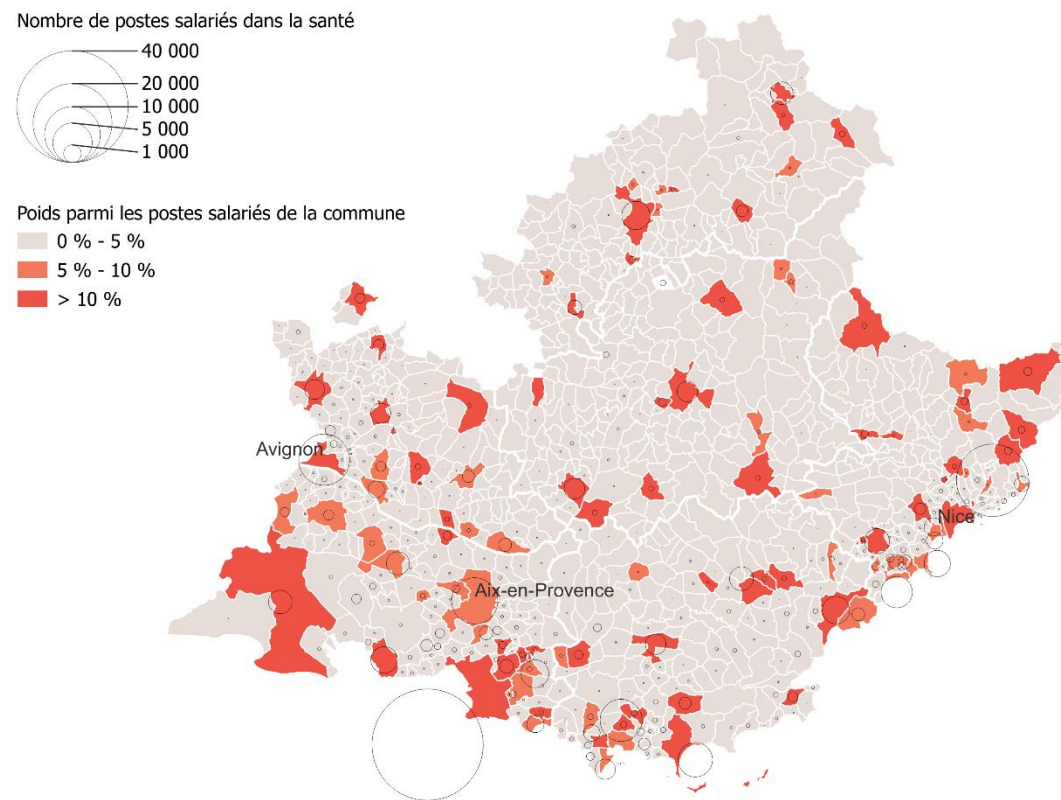 Nombre de postes salariés dans la santé
40 000
20 000
10 000
5 000
1 000
Poids parmi les postes salariés de la commune
0 % - 5 %
5 % - 10 %
> 10 %
Avignon
Nice
Aix-en-Provence